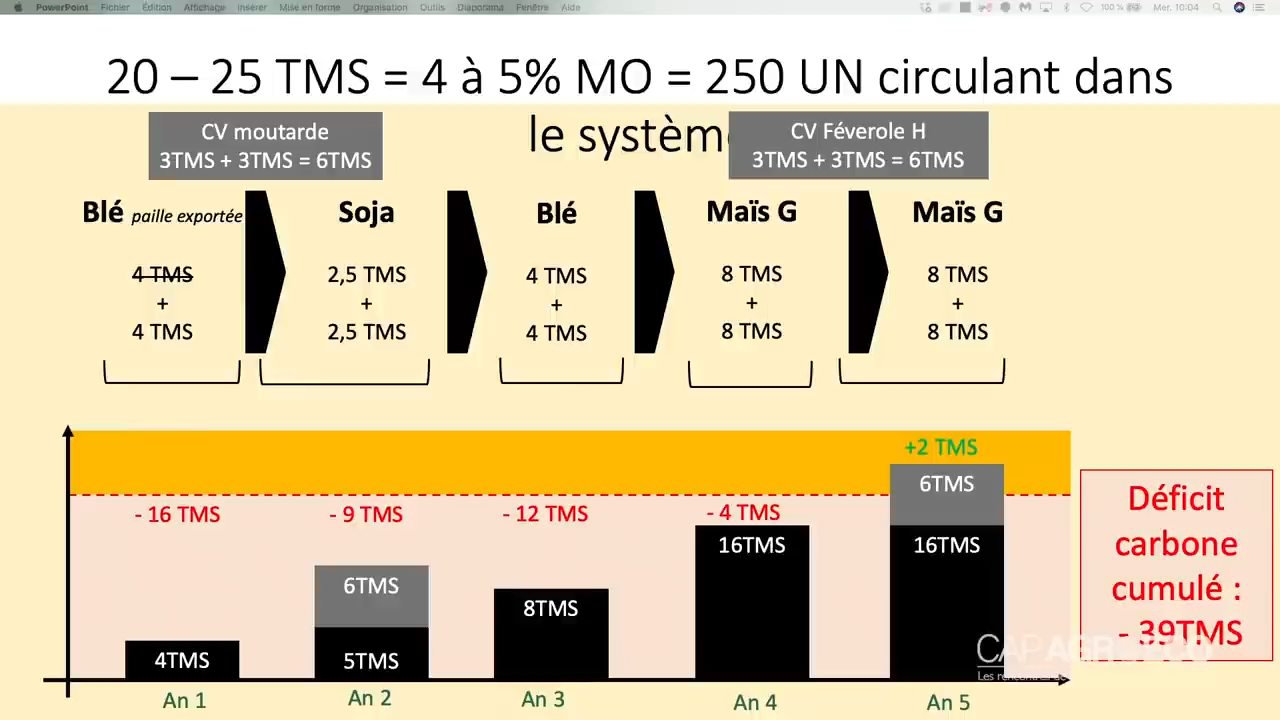 PowerPoint Fichier Édition Affichage Insérer Mise en forme Organisation Outils Diaporama Fenêtre Aide 100 % Mer. 10:04
20 – 25 TMS = 4 à 5% MO = 250 UN circulant dans
le système
CV moutarde
3TMS + 3TMS = 6TMS
CV Féverole H
3TMS + 3TMS = 6TMS
Blé paille exportée
Soja
Blé
Maïs G
Maïs G
4 TMS
+
4 TMS
2,5 TMS
+
2,5 TMS
4 TMS
+
4 TMS
8 TMS
+
8 TMS
8 TMS
+
8 TMS
+2 TMS
- 16 TMS
- 9 TMS
- 12 TMS
- 4 TMS
4TMS
6TMS
5TMS
8TMS
16TMS
6TMS
16TMS
Déficit
carbone
cumulé :
- 39TMS
An 1
An 2
An 3
An 4
An 5
Les rencontres